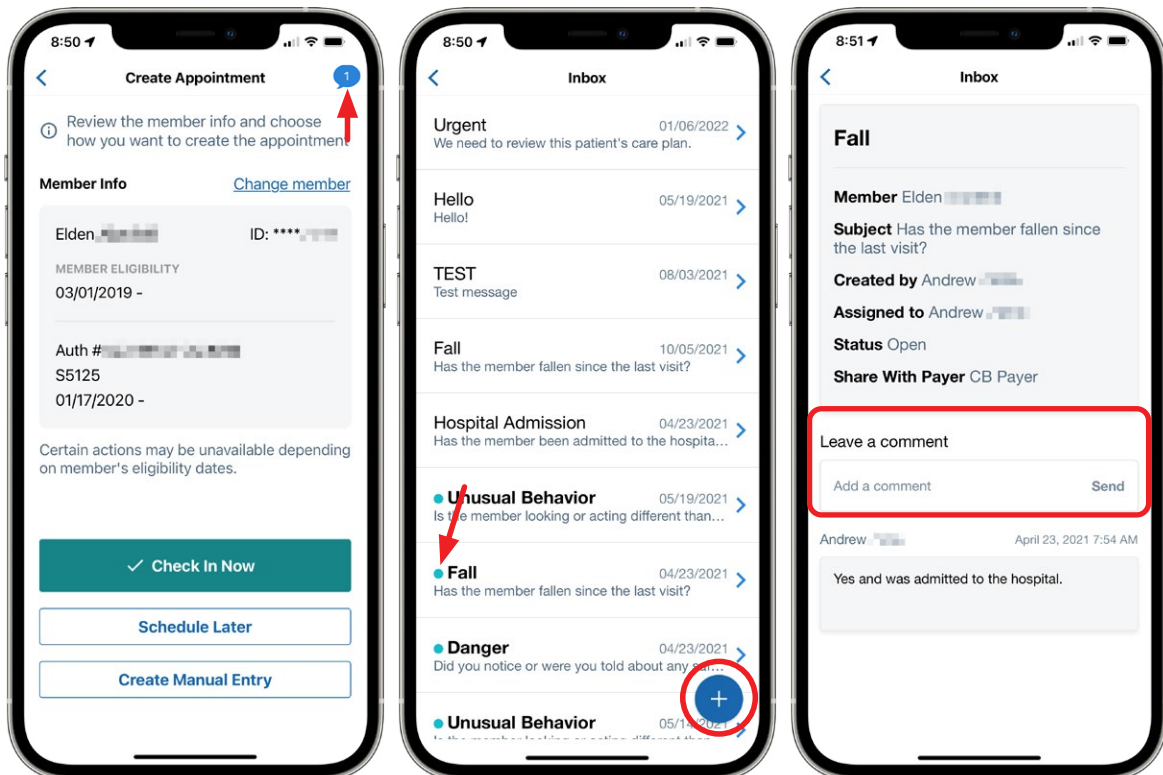 8:50
Create Appointment
1
Review the member info and choose
how you want to create the appointment
Member Info
Change member
Elden
ID: ****
MEMBER ELIGIBILITY
03/01/2019 -
Auth #
S5125
01/17/2020 -
Certain actions may be unavailable depending
on member's eligibility dates.
Check In Now
Schedule Later
Create Manual Entry
8:50
Inbox
Urgent
01/06/2022
We need to review this patient's care plan.
Hello
05/19/2021
Hello!
TEST
08/03/2021
Test message
Fall
10/05/2021
Has the member fallen since the last visit?
Hospital Admission
04/23/2021
Has the member been admitted to the hospita...
Unusual Behavior
05/19/2021
Is the member looking or acting different than...
Fall
04/23/2021
Has the member fallen since the last visit?
Danger
04/23/2021
Did you notice or were you told about any
+
Unusual Behavior
05/14/2021
8:51
Inbox
Fall
Member Elden
Subject Has the member fallen since
the last visit?
Created by Andrew
Assigned to Andrew
Status Open
Share With Payer CB Payer
Leave a comment
Add a comment
Send
Andrew
April 23, 2021 7:54 AM
Yes and was admitted to the hospital.